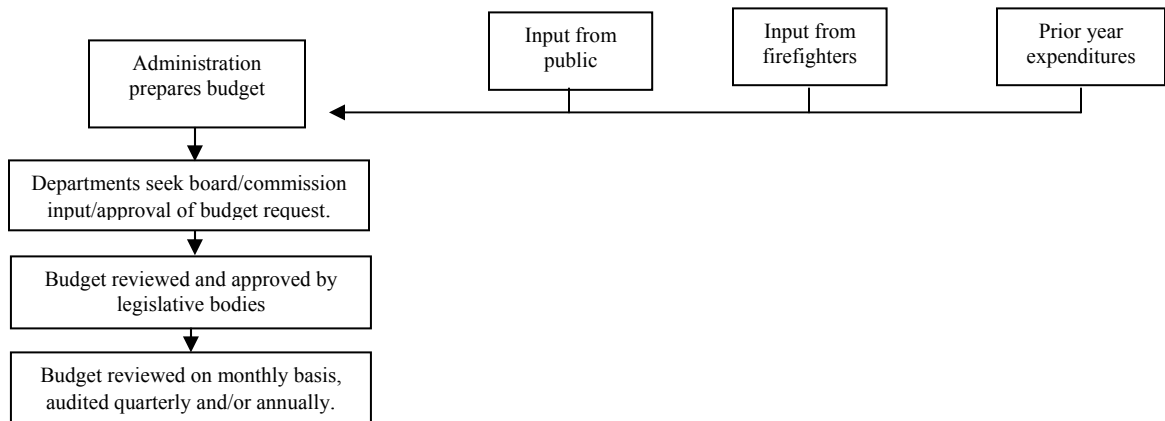 Administration
prepares budget
Input from
public
Input from
firefighters
Prior year
expenditures
Departments seek board/commission
input/approval of budget request.
Budget reviewed and approved by
legislative bodies
Budget reviewed on monthly basis,
audited quarterly and/or annually.